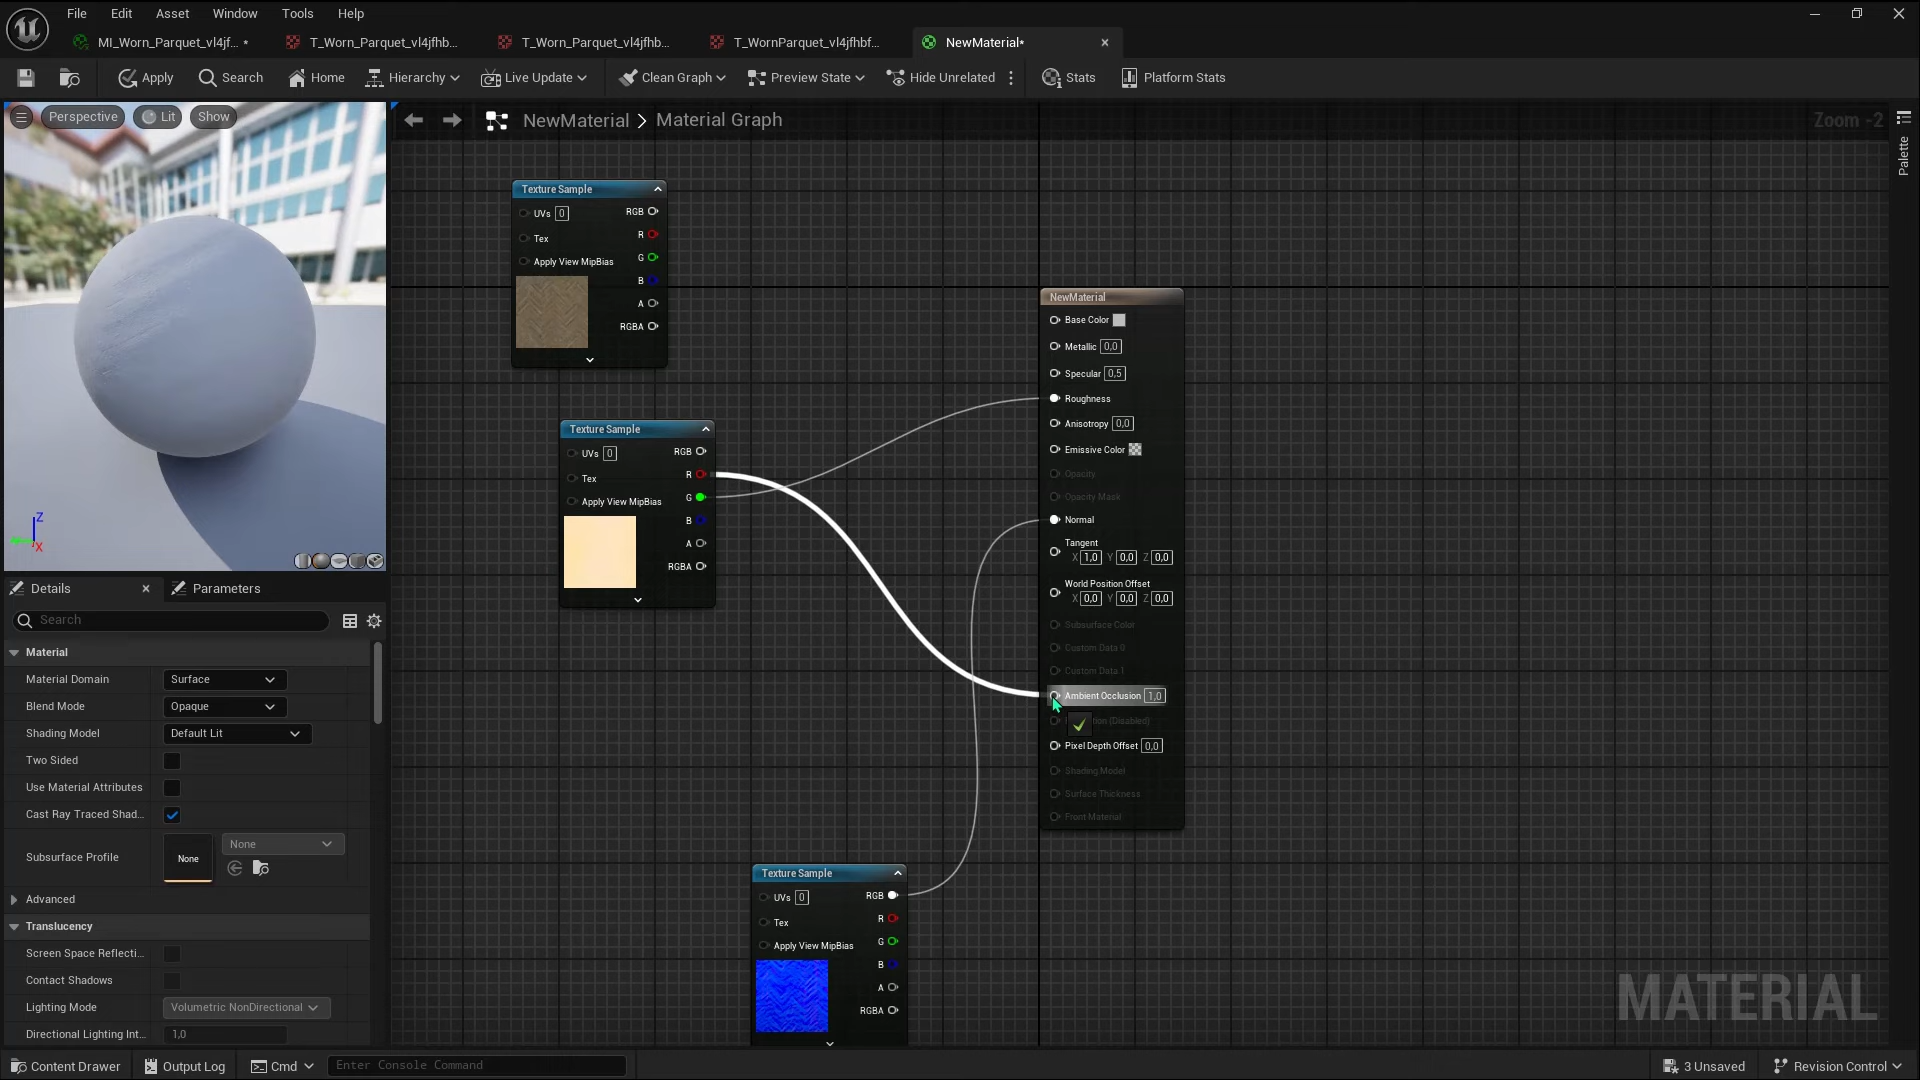 File Edit Asset Window Tools Help
MI_Worn_Parquet_vl4jf... *
T_Worn_Parquet_vl4jfhb...
T_Worn_Parquet_vl4jfhb...
T_WornParquet_vl4jfhbf...
NewMaterial*
Apply Search Home Hierarchy Live Update Clean Graph Preview State Hide Unrelated Stats Platform Stats
Perspective Lit Show
NewMaterial > Material Graph
Zoom -2
Palette
Texture Sample
UVs 0 RGB
R
Tex
G
Apply View MipBias
B
A
RGBA
NewMaterial
Base Color
Metallic 0,0
Specular 0,5
Roughness
Anisotropy 0,0
Emissive Color
Opacity
Opacity Mask
Normal
Tangent
X 1,0 Y 0,0 Z 0,0
World Position Offset
X 0,0 Y 0,0 Z 0,0
Subsurface Color
Custom Data 0
Custom Data 1
Ambient Occlusion 1,0
(Disabled)
Pixel Depth Offset 0,0
Shading Model
Surface Thickness
Front Material
Texture Sample
UVs 0 RGB
R
Tex
G
Apply View MipBias
B
A
RGBA
Texture Sample
UVs 0 RGB
R
Tex
G
Apply View MipBias
B
A
RGBA
MATERIAL
Z
X
Details Parameters
Search
Material
Material Domain Surface
Blend Mode Opaque
Shading Model Default Lit
Two Sided
Use Material Attributes
Cast Ray Traced Shad...
Subsurface Profile None None
Advanced
Translucency
Screen Space Reflecti...
Contact Shadows
Lighting Mode Volumetric NonDirectional
Directional Lighting Int... 1,0
Content Drawer Output Log Cmd Enter Console Command 3 Unsaved Revision Control